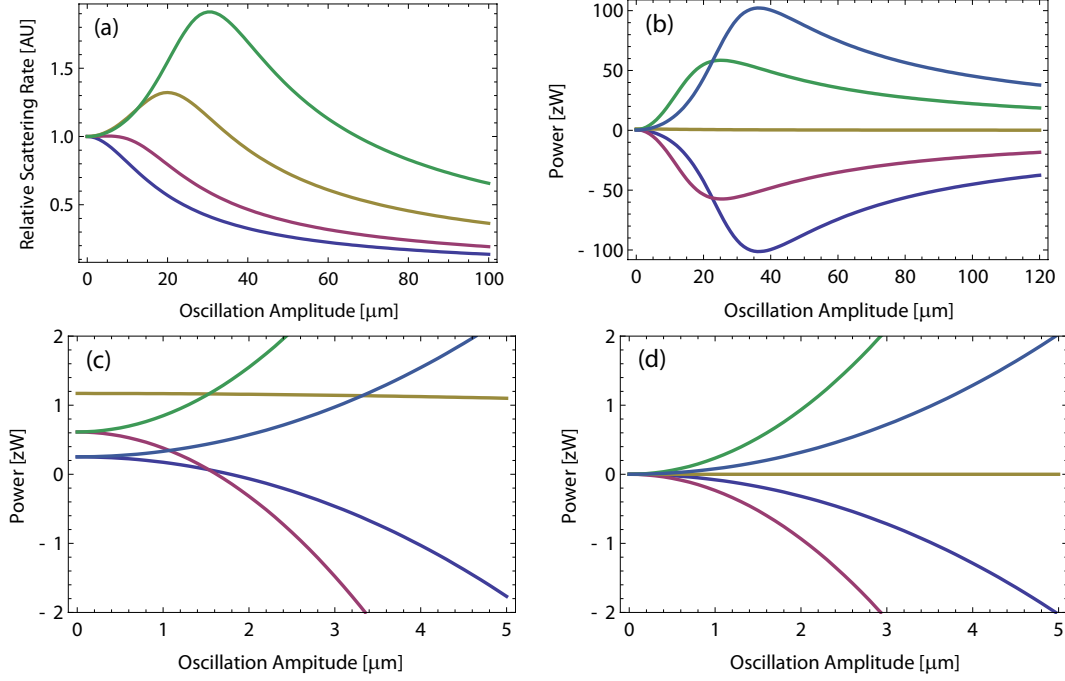 (a)
Relative Scattering Rate [AU]
1.5
1.0
0.5
0 20 40 60 80 100
Oscillation Amplitude [μm]
(b)
Power [zW]
100
50
0
- 50
- 100
0 20 40 60 80 100 120
Oscillation Amplitude [μm]
(c)
Power [zW]
2
1
0
- 1
- 2
0 1 2 3 4 5
Oscillation Amplitude [μm]
(d)
Power [zW]
2
1
0
- 1
- 2
0 1 2 3 4 5
Oscillation Amplitude [μm]